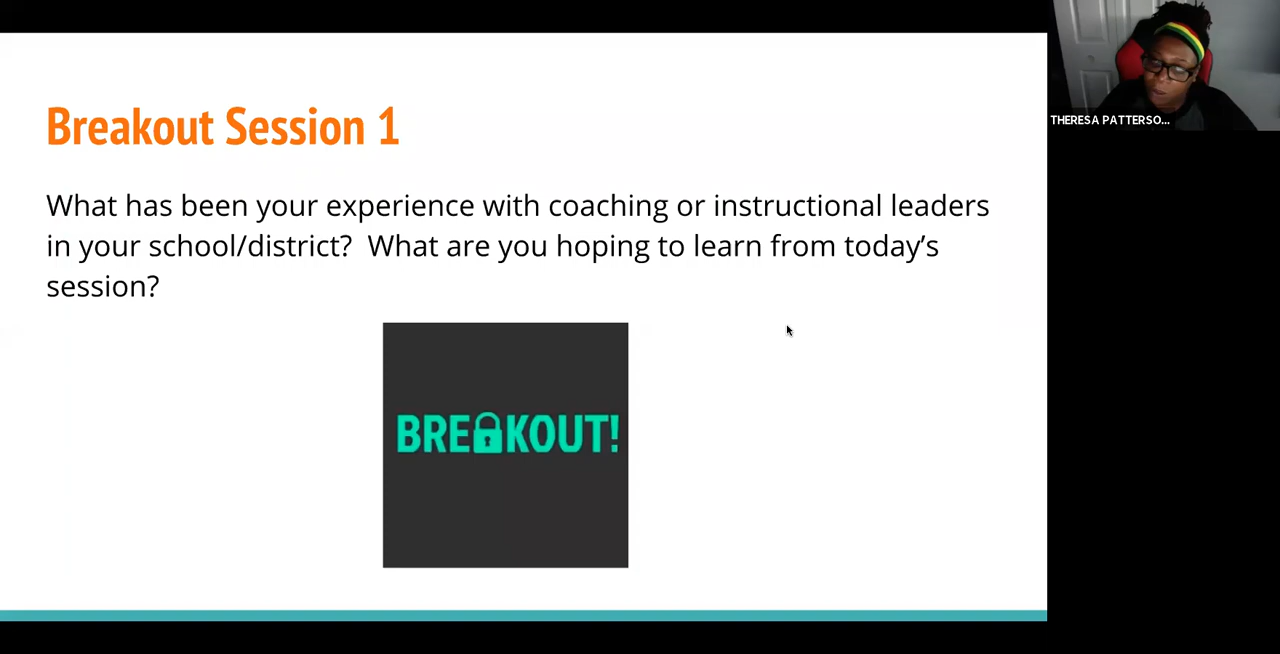 Breakout Session 1
What has been your experience with coaching or instructional leaders
in your school/district?  What are you hoping to learn from today’s
session?
BREAKOUT!
THERESA PATTERSO...